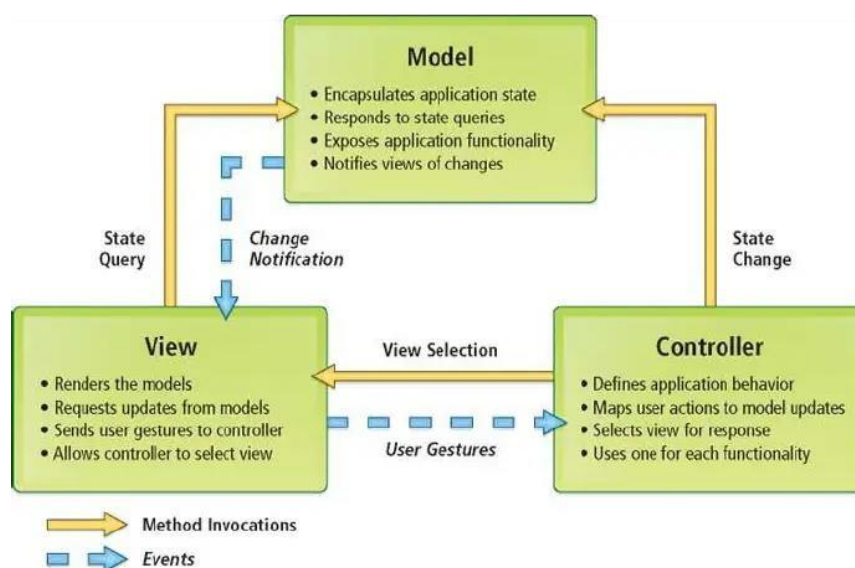 Model
• Encapsulates application state
• Responds to state queries
• Exposes application functionality
• Notifies views of changes
State
Query
Change
Notification
State
Change
View
• Renders the models
• Requests updates from models
• Sends user gestures to controller
• Allows controller to select view
View Selection
User Gestures
Controller
• Defines application behavior
• Maps user actions to model updates
• Selects view for response
• Uses one for each functionality
Method Invocations
Events